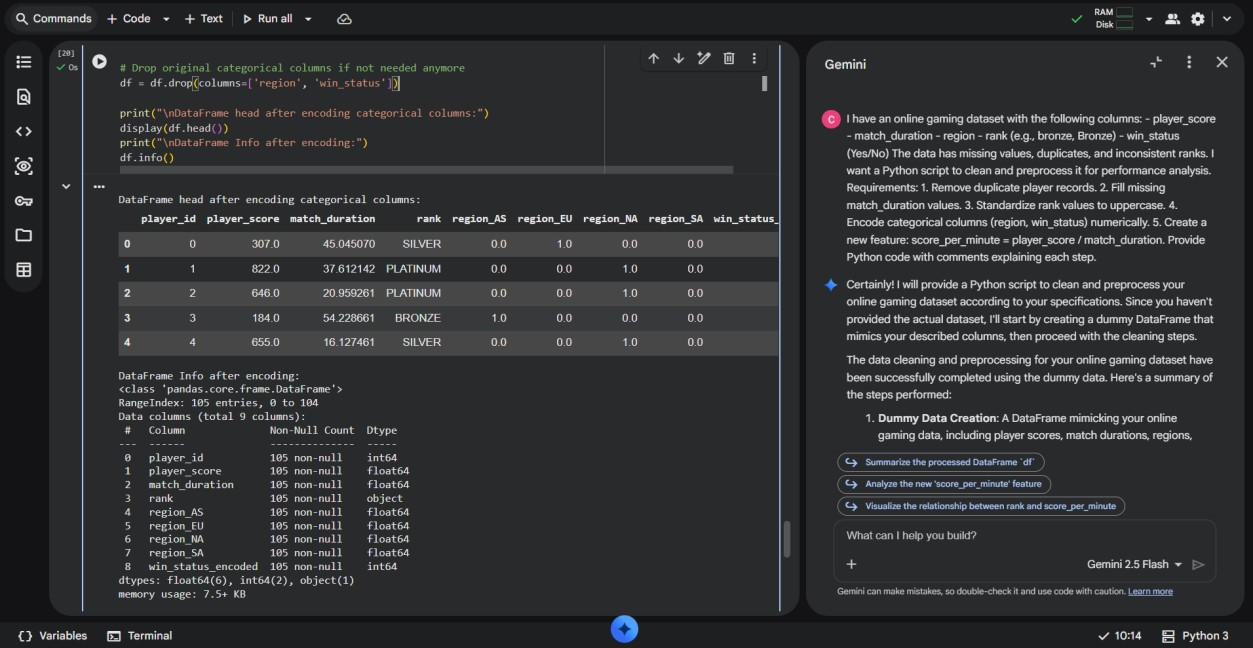 Commands + Code + Text Run all
RAM
Disk
[20]
0s
# Drop original categorical columns if not needed anymore
df = df.drop(columns=['region', 'win_status'])
print("\nDataFrame head after encoding categorical columns:")
display(df.head())
print("\nDataFrame Info after encoding:")
df.info()
DataFrame head after encoding categorical columns:
player_id player_score match_duration rank region_AS region_EU region_NA region_SA win_status_
0 0 307.0 45.045070 SILVER 0.0 1.0 0.0 0.0
1 1 822.0 37.612142 PLATINUM 0.0 0.0 1.0 0.0
2 2 646.0 20.959261 PLATINUM 0.0 0.0 1.0 0.0
3 3 184.0 54.228661 BRONZE 1.0 0.0 0.0 0.0
4 4 655.0 16.127461 SILVER 0.0 0.0 1.0 0.0
DataFrame Info after encoding:
<class 'pandas.core.frame.DataFrame'>
RangeIndex: 105 entries, 0 to 104
Data columns (total 9 columns):
# Column Non-Null Count Dtype
--- ------ -------------- -----
0 player_id 105 non-null int64
1 player_score 105 non-null float64
2 match_duration 105 non-null float64
3 rank 105 non-null object
4 region_AS 105 non-null float64
5 region_EU 105 non-null float64
6 region_NA 105 non-null float64
7 region_SA 105 non-null float64
8 win_status_encoded 105 non-null int64
dtypes: float64(6), int64(2), object(1)
memory usage: 7.5+ KB
Gemini
C
I have an online gaming dataset with the following columns: - player_score
- match_duration - region - rank (e.g., bronze, Bronze) - win_status
(Yes/No) The data has missing values, duplicates, and inconsistent ranks. I
want a Python script to clean and preprocess it for performance analysis.
Requirements: 1. Remove duplicate player records. 2. Fill missing
match_duration values. 3. Standardize rank values to uppercase. 4.
Encode categorical columns (region, win_status) numerically. 5. Create a
new feature: score_per_minute = player_score / match_duration. Provide
Python code with comments explaining each step.
Certainly! I will provide a Python script to clean and preprocess your
online gaming dataset according to your specifications. Since you haven't
provided the actual dataset, I'll start by creating a dummy DataFrame that
mimics your described columns, then proceed with the cleaning steps.
The data cleaning and preprocessing for your online gaming dataset have
been successfully completed using the dummy data. Here's a summary of
the steps performed:
1. Dummy Data Creation: A DataFrame mimicking your online
gaming data, including player scores, match durations, regions,
Summarize the processed DataFrame `df`
Analyze the new 'score_per_minute' feature
Visualize the relationship between rank and score_per_minute
What can I help you build?
+ Gemini 2.5 Flash
Gemini can make mistakes, so double-check it and use code with caution. Learn more
Variables Terminal 10:14 Python 3